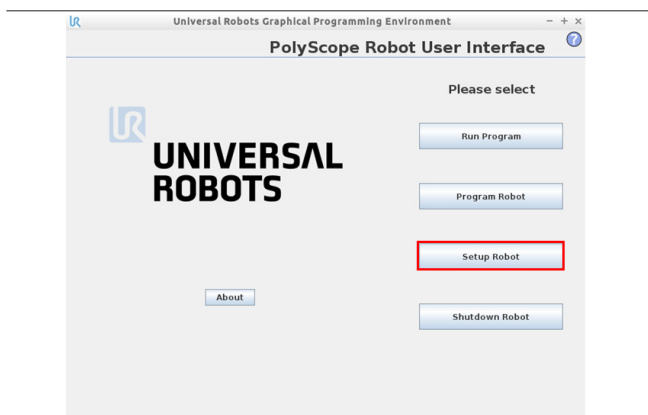 Universal Robots Graphical Programming Environment
PolyScope Robot User Interface
?
Please select
UR
UNIVERSAL
ROBOTS
Run Program
Program Robot
Setup Robot
About
Shutdown Robot